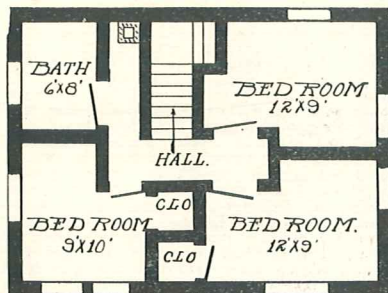 BATH
6'X8'
BED ROOM
12'X9'
HALL.
BED ROOM
9'X10'
CLO
CLO
BED ROOM.
12'X9'